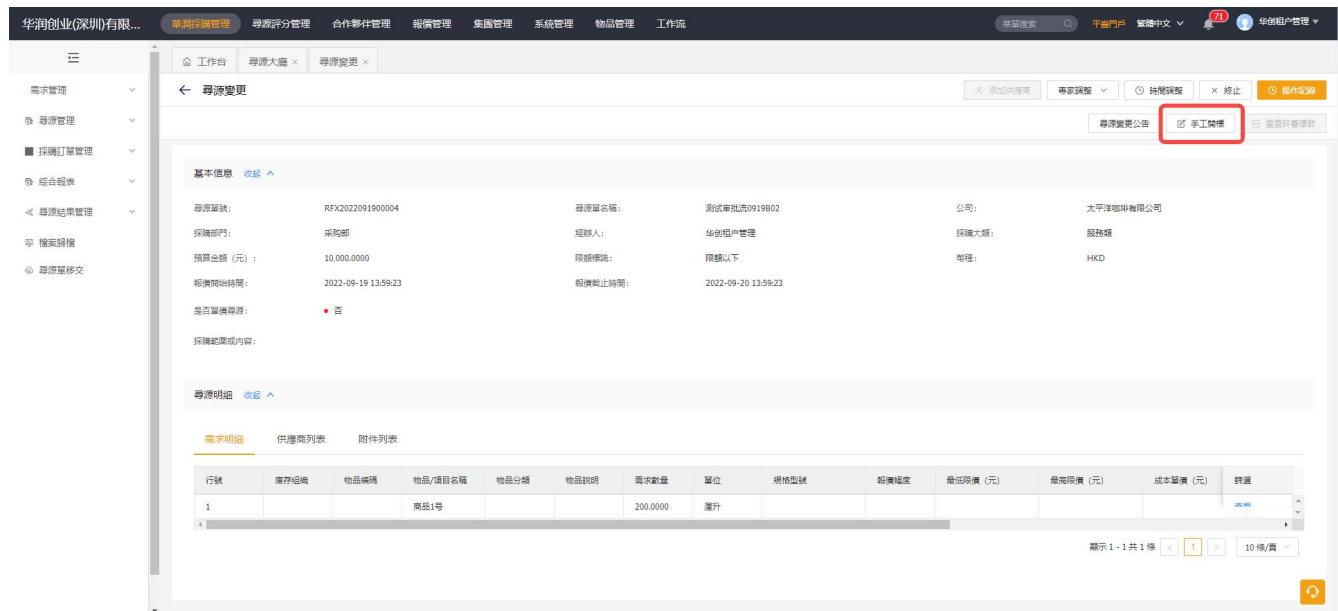 华润创业(深圳)有限... 華潤採購管理 尋源評分管理 合作夥伴管理 報價管理 集團管理 系統管理 物品管理 工作流 菜單搜索 平臺門戶 繁體中文 71 华创租户管理
工作台 尋源大廳 × 尋源變更 ×
需求管理
尋源管理
採購訂單管理
綜合報表
尋源結果管理
檔案歸檔
尋源單移交
← 尋源變更 添加供應商 專家調整 時間調整 × 終止 操作記錄
尋源變更公告 手工開標 重置評審環節
基本信息 收起
尋源單號: RFX2022091900004 尋源單名稱: 测试审批流0919B02 公司: 太平洋咖啡有限公司
採購部門: 采购部 經辦人: 华创租户管理 採購大類: 服務類
預算金額(元): 10,000.0000 限額標識: 限額以下 幣種: HKD
報價開始時間: 2022-09-19 13:59:23 報價截止時間: 2022-09-20 13:59:23
是否單價尋源: 否
採購範圍或內容:
尋源明細 收起
需求明細 供應商列表 附件列表
行號 庫存組織 物品編碼 物品/項目名稱 物品分類 物品說明 需求數量 單位 規格型號 報價幅度 最低限價 (元) 最高限價 (元) 成本單價 (元) 篩選
1 商品1号 200.0000 厘升
顯示 1 - 1 共 1 條 < 1 > 10 條/頁